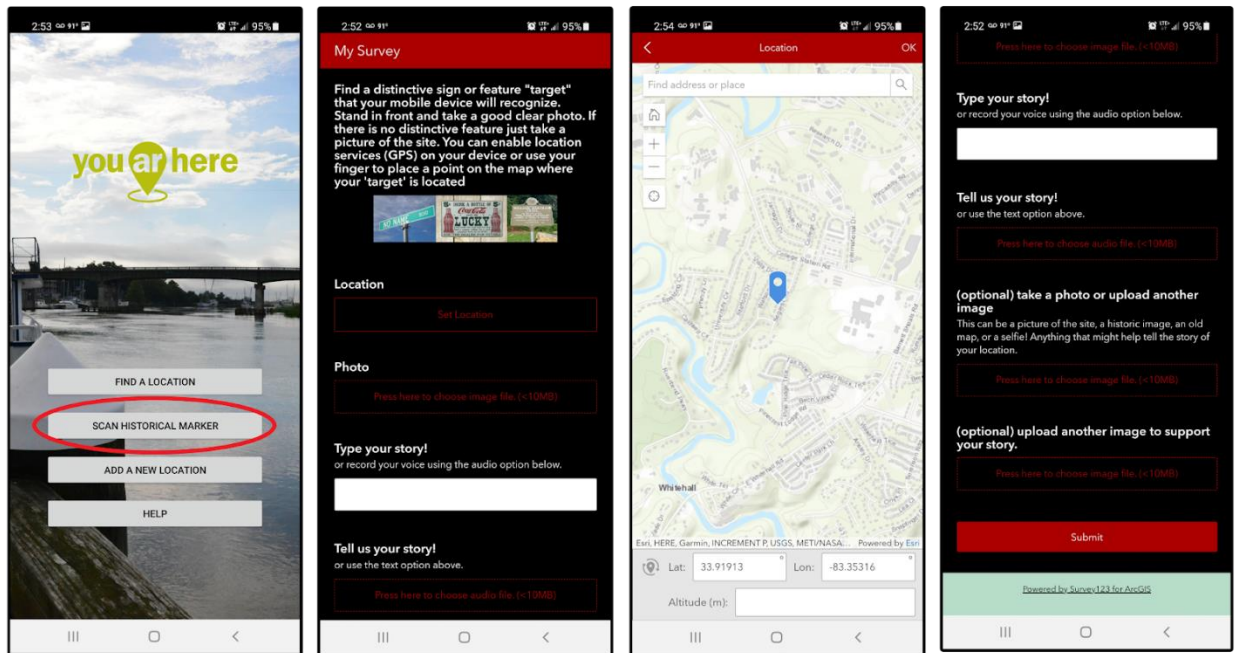 2:53 91° 95%
you ar here
FIND A LOCATION
SCAN HISTORICAL MARKER
ADD A NEW LOCATION
HELP
2:52 91° 95%
My Survey
Find a distinctive sign or feature "target"
that your mobile device will recognize.
Stand in front and take a good clear photo. If
there is no distinctive feature just take a
picture of the site. You can enable location
services (GPS) on your device or use your
finger to place a point on the map where
your 'target' is located
NO NAME
Coca-Cola
LUCKY
Location
Set Location
Photo
Press here to choose image file. (<10MB)
Type your story!
or record your voice using the audio option below.
Tell us your story!
or use the text option above.
Press here to choose audio file. (<10MB)
2:54 91° 95%
Location OK
Find address or place
Whitehall
Esri, HERE, Garmin, INCREMENT P, USGS, METI/NASA... Powered by Esri
Lat: 33.91913 ° Lon: -83.35316 °
Altitude (m):
2:52 91° 95%
Press here to choose image file. (<10MB)
Type your story!
or record your voice using the audio option below.
Tell us your story!
or use the text option above.
Press here to choose audio file. (<10MB)
(optional) take a photo or upload another
image
This can be a picture of the site, a historic image, an old
map, or a selfie! Anything that might help tell the story of
your location.
Press here to choose image file. (<10MB)
(optional) upload another image to support
your story.
Press here to choose image file. (<10MB)
Submit
Powered by Survey123 for ArcGIS